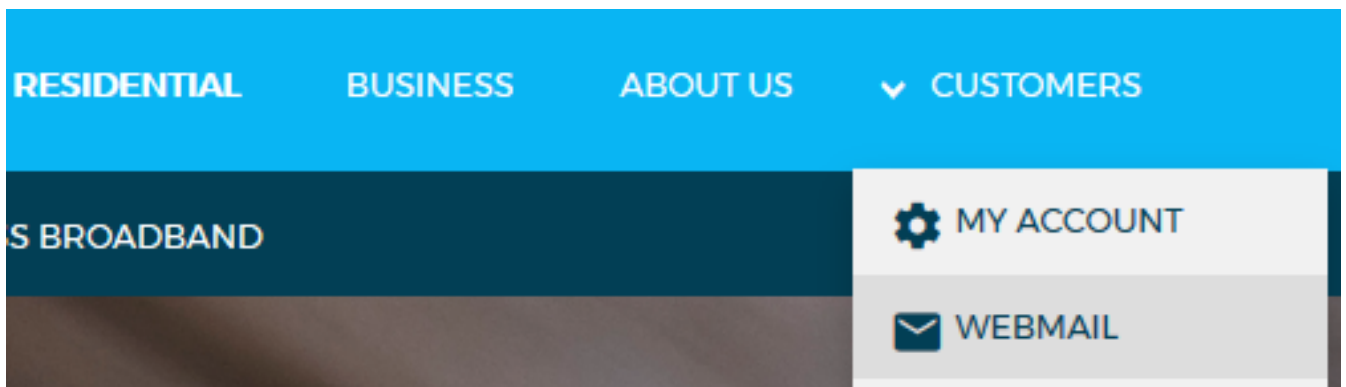 RESIDENTIAL BUSINESS ABOUT US CUSTOMERS
S BROADBAND
MY ACCOUNT
WEBMAIL